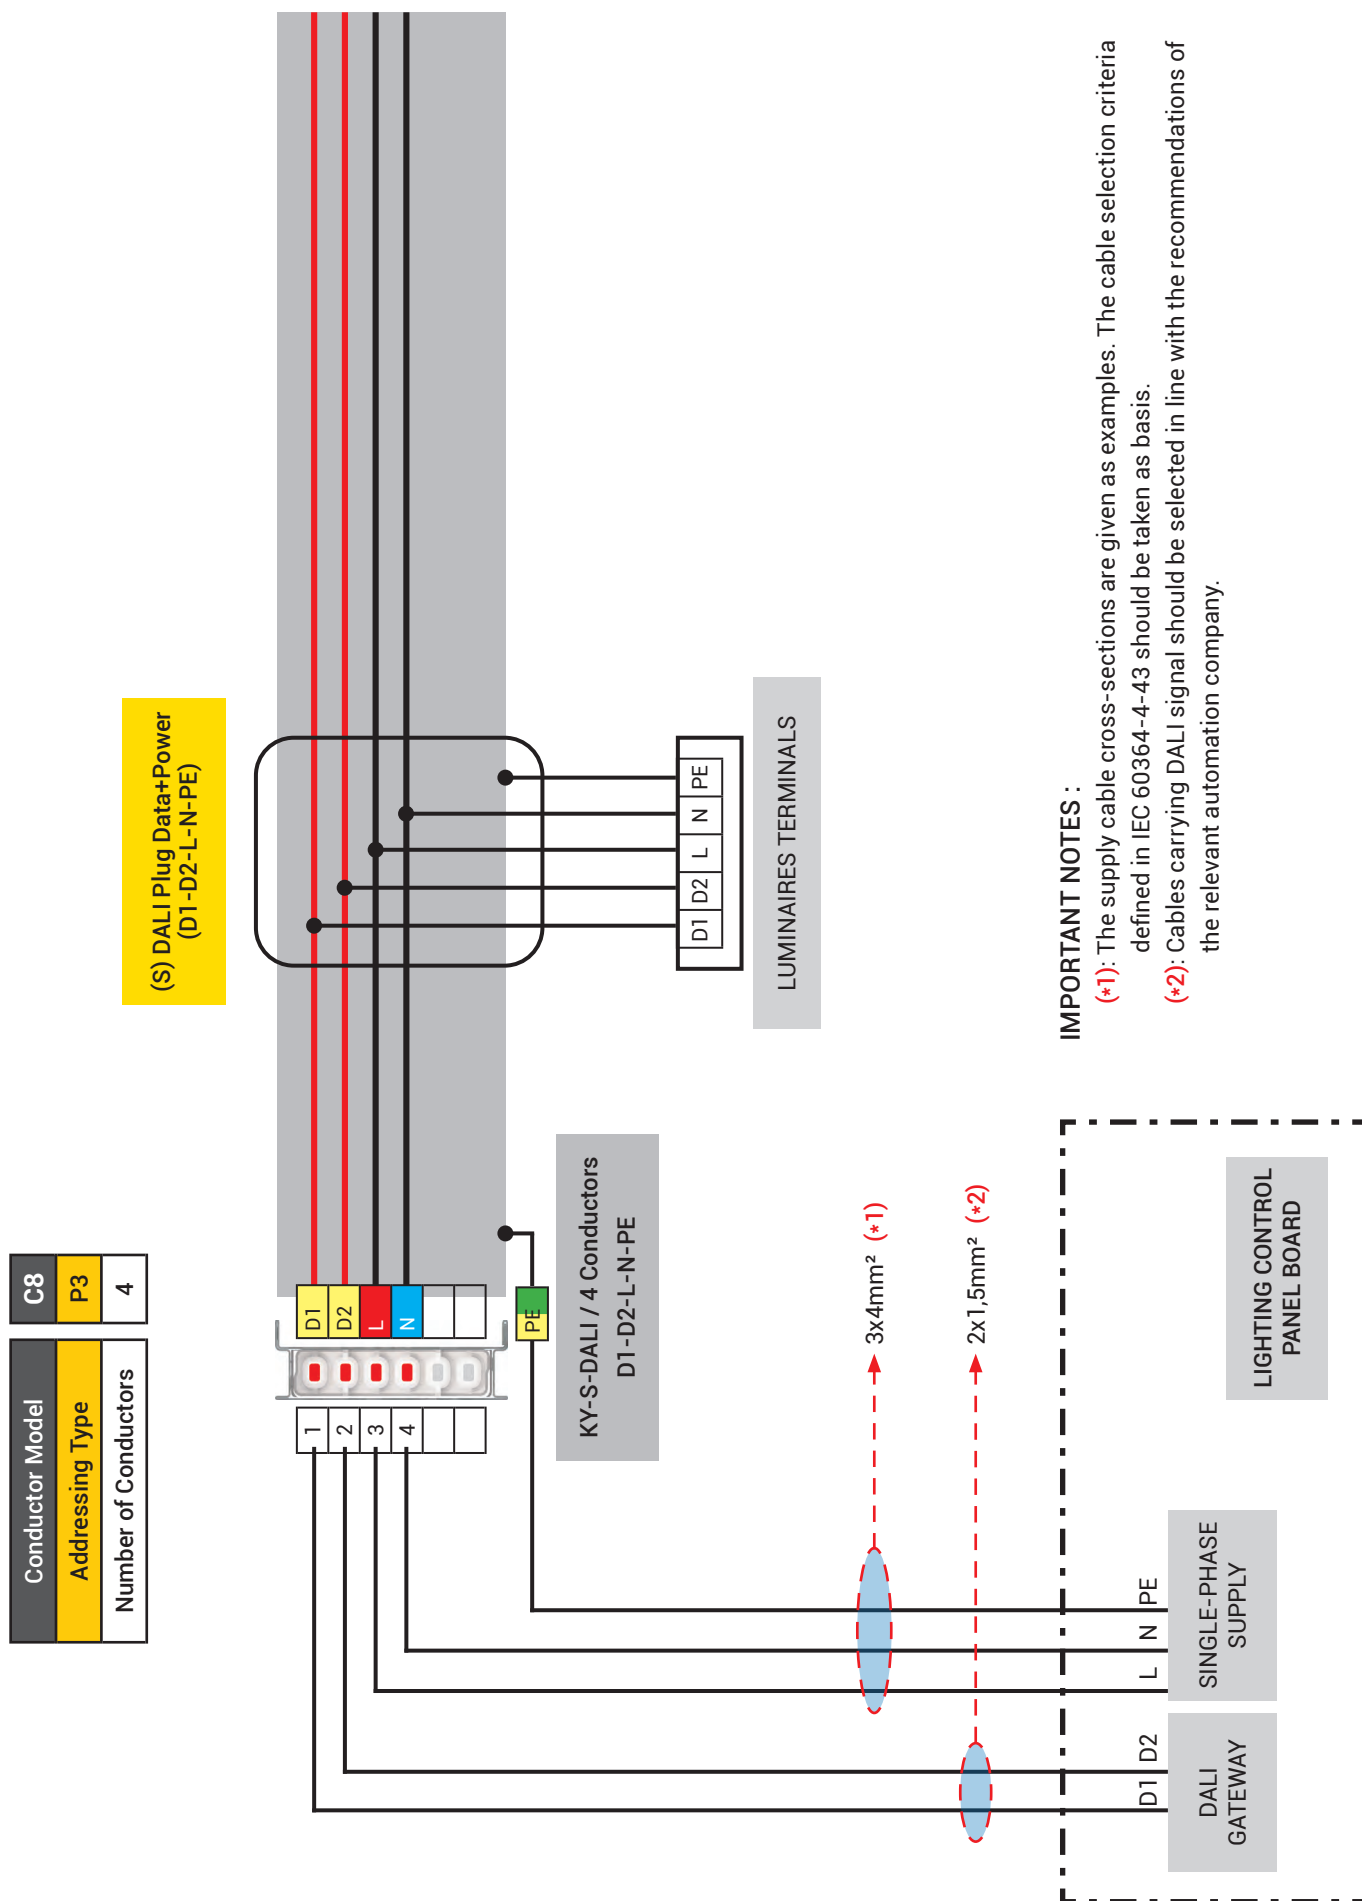 Conductor Model C8
Addressing Type P3
Number of Conductors 4
(S) DALI Plug Data+Power
(D1-D2-L-N-PE)
1 D1
2 D2
3 L
4 N
PE
KY-S-DALI / 4 Conductors
D1-D2-L-N-PE
D1 D2 L N PE
LUMINAIRES TERMINALS
3x4mm² (*1)
2x1,5mm² (*2)
D1 D2 L N PE
DALI
GATEWAY
SINGLE-PHASE
SUPPLY
LIGHTING CONTROL
PANEL BOARD
IMPORTANT NOTES :
(*1): The supply cable cross-sections are given as examples. The cable selection criteria
defined in IEC 60364-4-43 should be taken as basis.
(*2): Cables carrying DALI signal should be selected in line with the recommendations of
the relevant automation company.